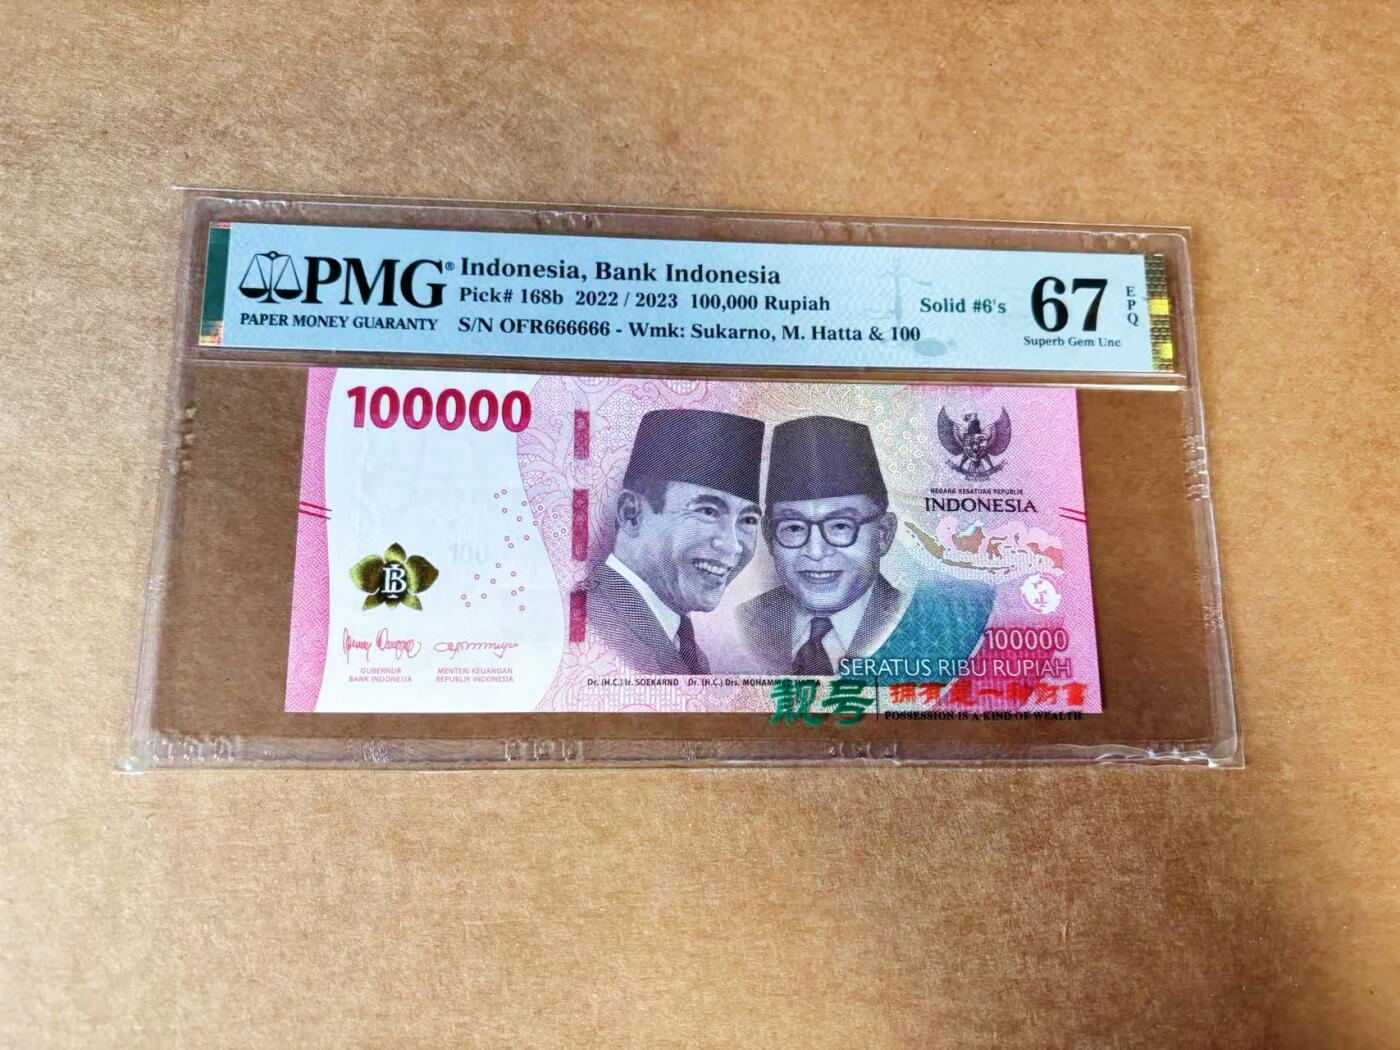 PMG®
PAPER MONEY GUARANTY
Indonesia, Bank Indonesia
Pick# 168b 2022 / 2023 100,000 Rupiah
S/N OFR666666 - Wmk: Sukarno, M. Hatta & 100
Solid #6's
67
EPQ
Superb Gem Unc
100000
NEGARA KESATUAN REPUBLIK
INDONESIA
100
BI
GUBERNUR
BANK INDONESIA
MENTERI KEUANGAN
REPUBLIK INDONESIA
100000
SERATUS RIBU RUPIAH
Dr. (H.C.) Ir. SOEKARNO Dr. (H.C.) Drs.
靓号
拥有是一种财富
POSSESSION IS A KIND OF WEALTH